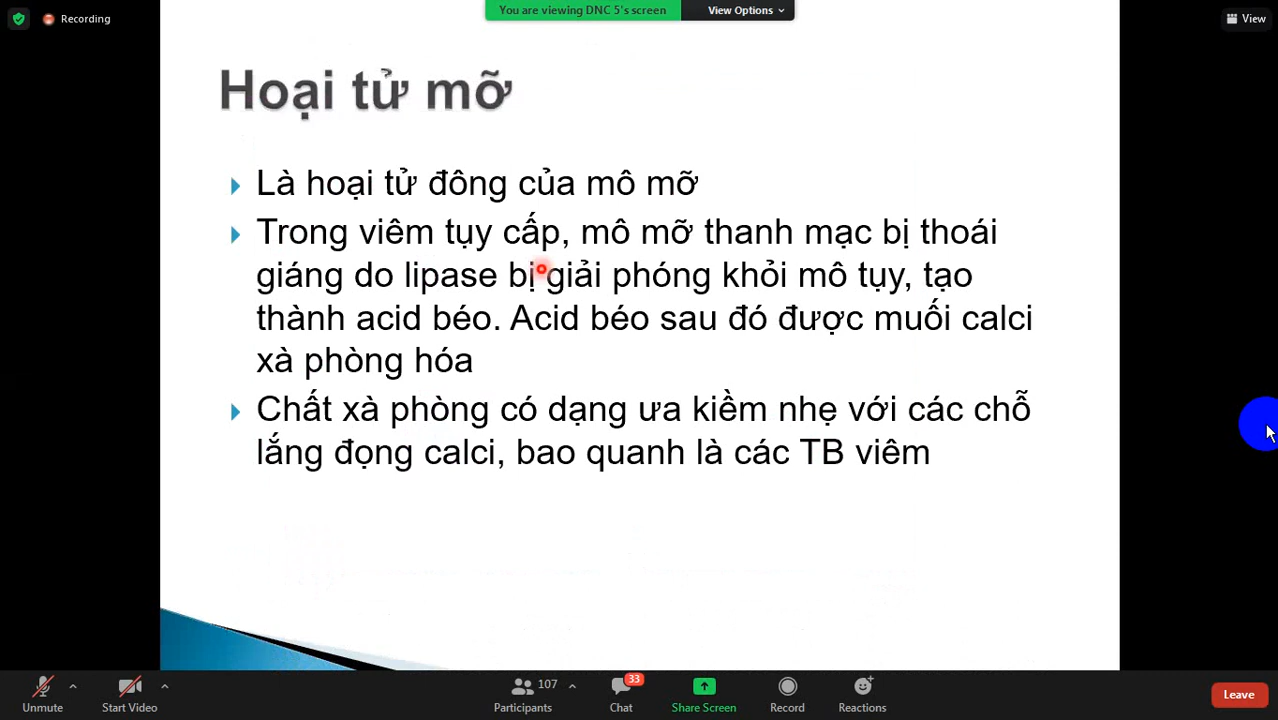 Recording
You are viewing DNC 5's screen
View Options
View
Hoại tử mỡ
Là hoại tử đông của mô mỡ
Trong viêm tụy cấp, mô mỡ thanh mạc bị thoái
giáng do lipase bị giải phóng khỏi mô tụy, tạo
thành acid béo. Acid béo sau đó được muối calci
xà phòng hóa
Chất xà phòng có dạng ưa kiềm nhẹ với các chỗ
lắng đọng calci, bao quanh là các TB viêm
Unmute
Start Video
107
Participants
33
Chat
Share Screen
Record
Reactions
Leave